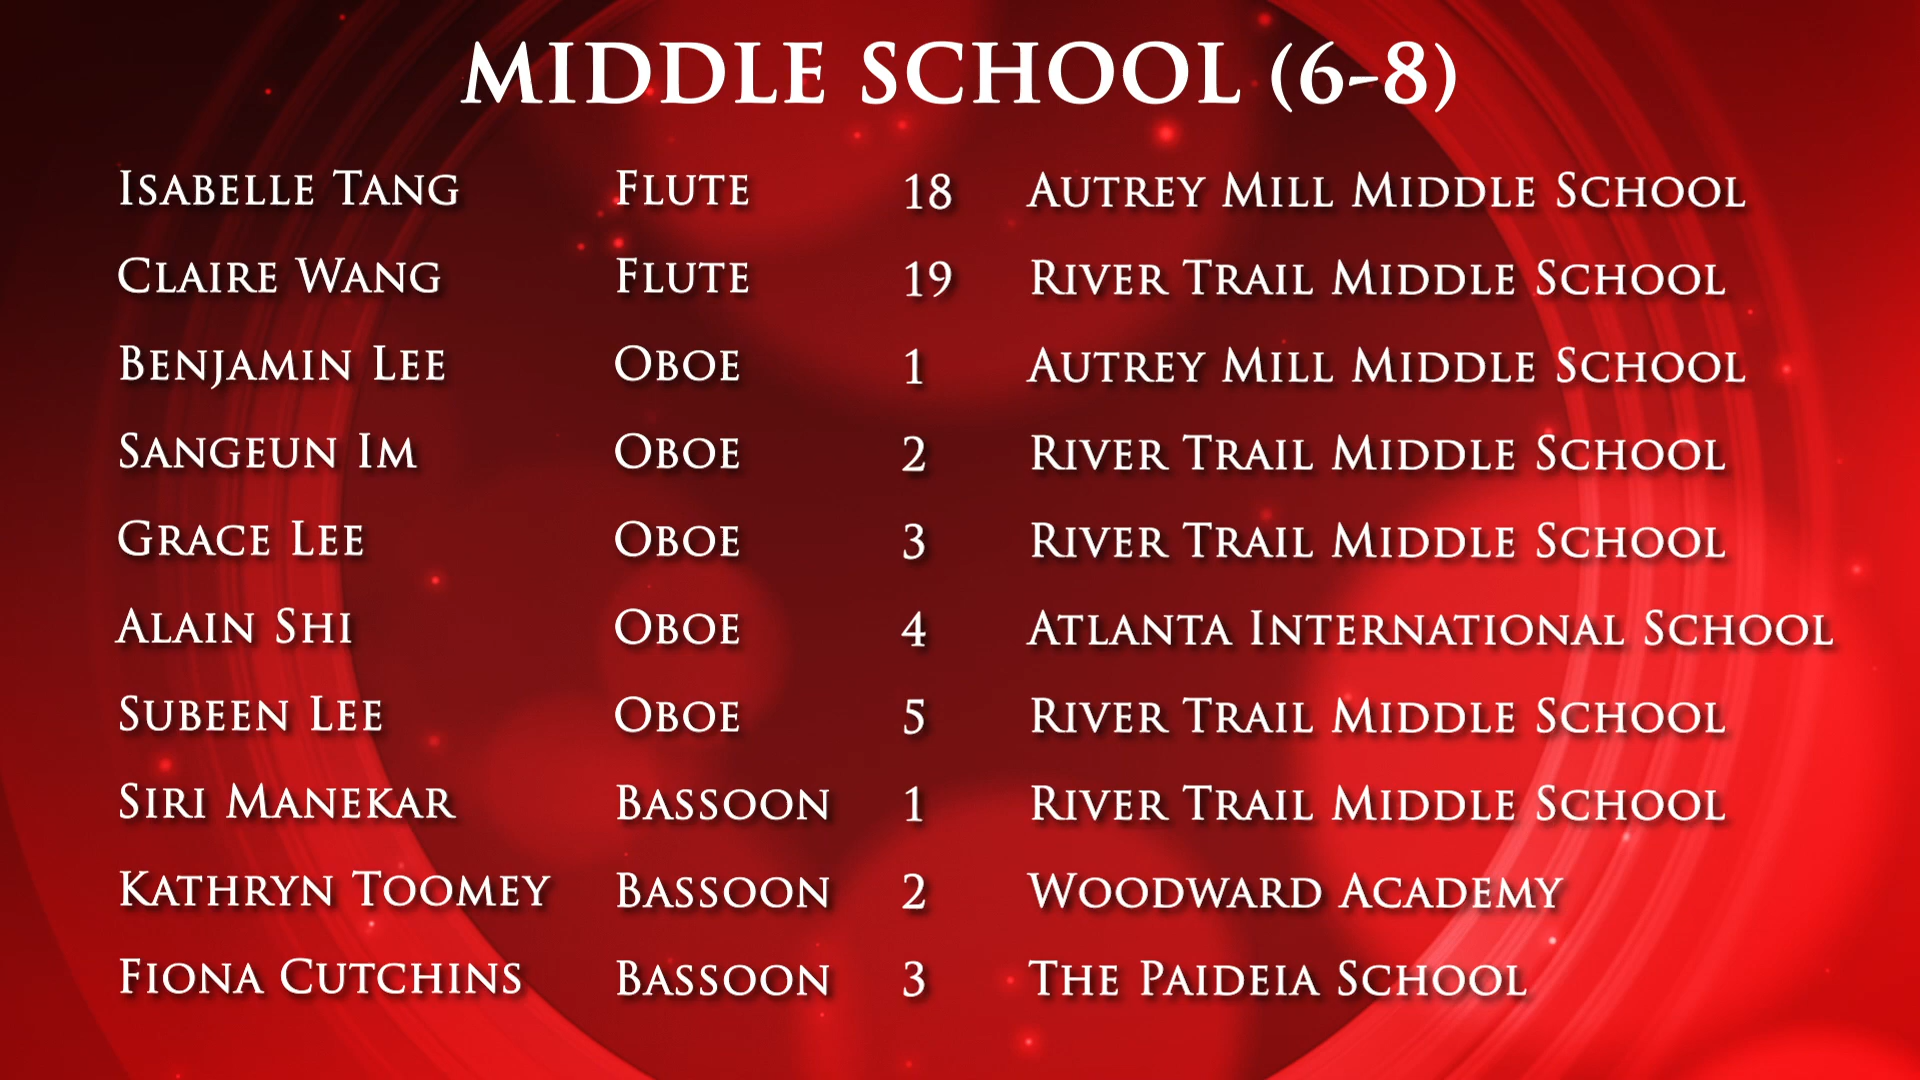 MIDDLE SCHOOL (6-8)
ISABELLE TANG FLUTE 18 AUTREY MILL MIDDLE SCHOOL
CLAIRE WANG FLUTE 19 RIVER TRAIL MIDDLE SCHOOL
BENJAMIN LEE OBOE 1 AUTREY MILL MIDDLE SCHOOL
SANGEUN IM OBOE 2 RIVER TRAIL MIDDLE SCHOOL
GRACE LEE OBOE 3 RIVER TRAIL MIDDLE SCHOOL
ALAIN SHI OBOE 4 ATLANTA INTERNATIONAL SCHOOL
SUBEEN LEE OBOE 5 RIVER TRAIL MIDDLE SCHOOL
SIRI MANEKAR BASSOON 1 RIVER TRAIL MIDDLE SCHOOL
KATHRYN TOOMEY BASSOON 2 WOODWARD ACADEMY
FIONA CUTCHINS BASSOON 3 THE PAIDEIA SCHOOL